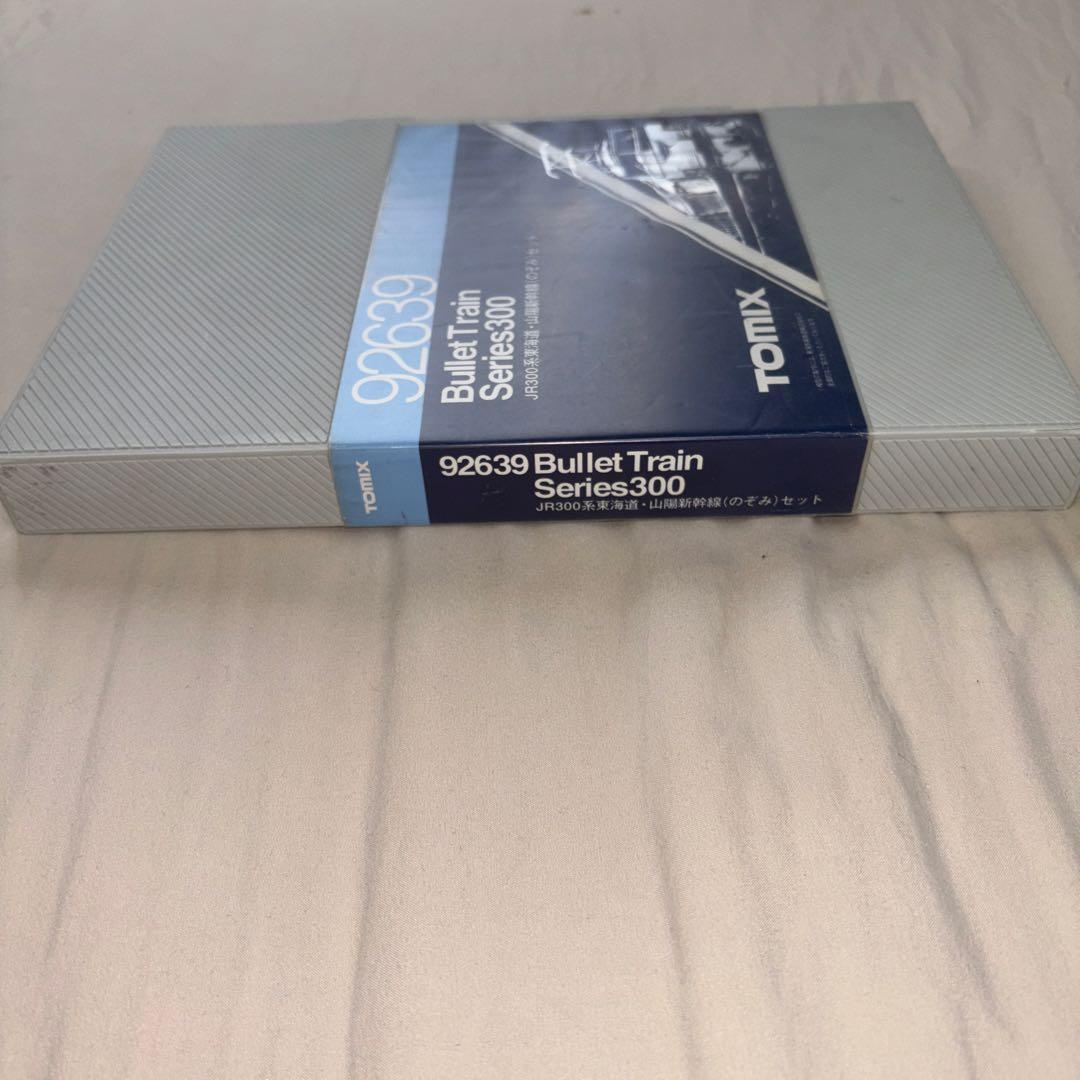 92639
Bullet Train
Series300
JR300系東海道・山陽新幹線(のぞみ)セット
TOMIX
TOMIX
92639 Bullet Train
Series300
JR300系東海道・山陽新幹線(のぞみ)セット